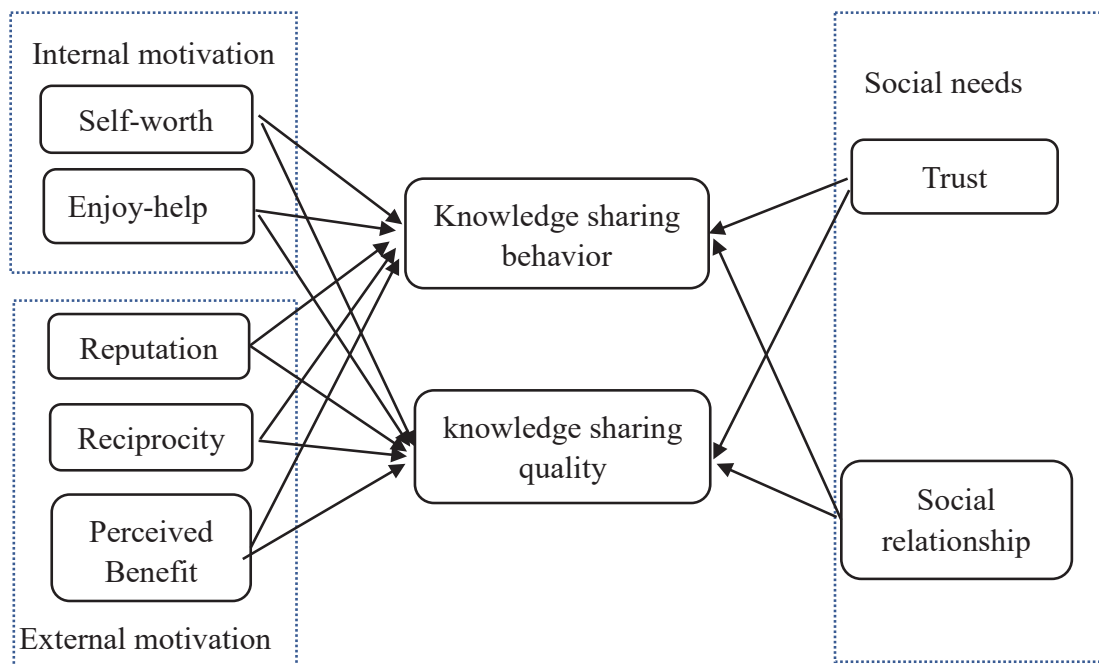 Internal motivation
Self-worth
Enjoy-help
Reputation
Reciprocity
Perceived
Benefit
External motivation
Knowledge sharing
behavior
knowledge sharing
quality
Social needs
Trust
Social
relationship